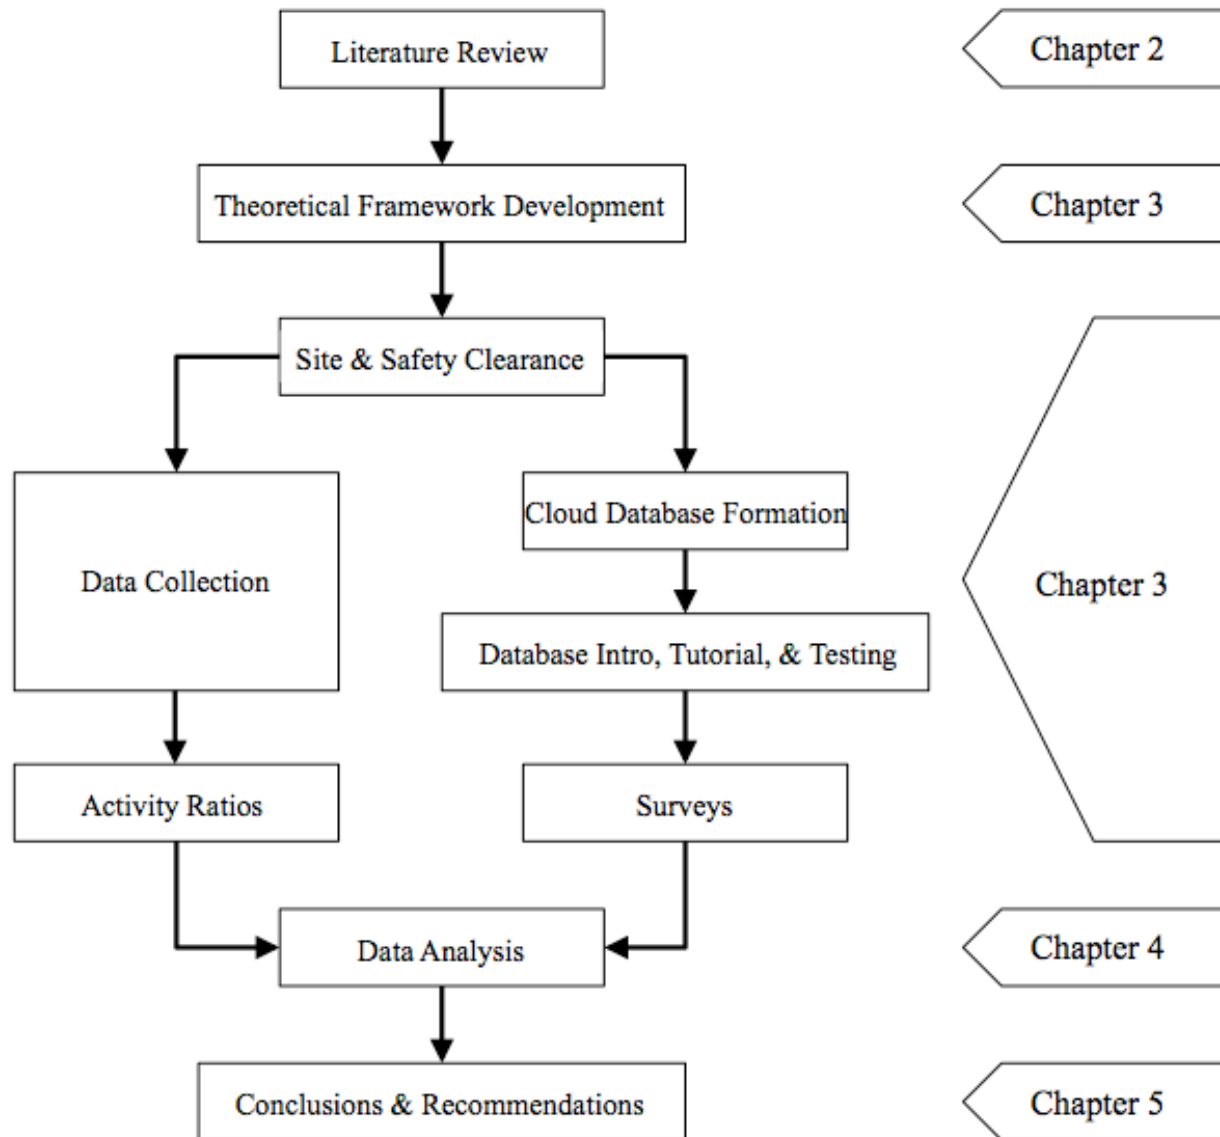 Literature Review
Chapter 2
Theoretical Framework Development
Chapter 3
Site & Safety Clearance
Cloud Database Formation
Data Collection
Chapter 3
Database Intro, Tutorial, & Testing
Activity Ratios
Surveys
Data Analysis
Chapter 4
Conclusions & Recommendations
Chapter 5